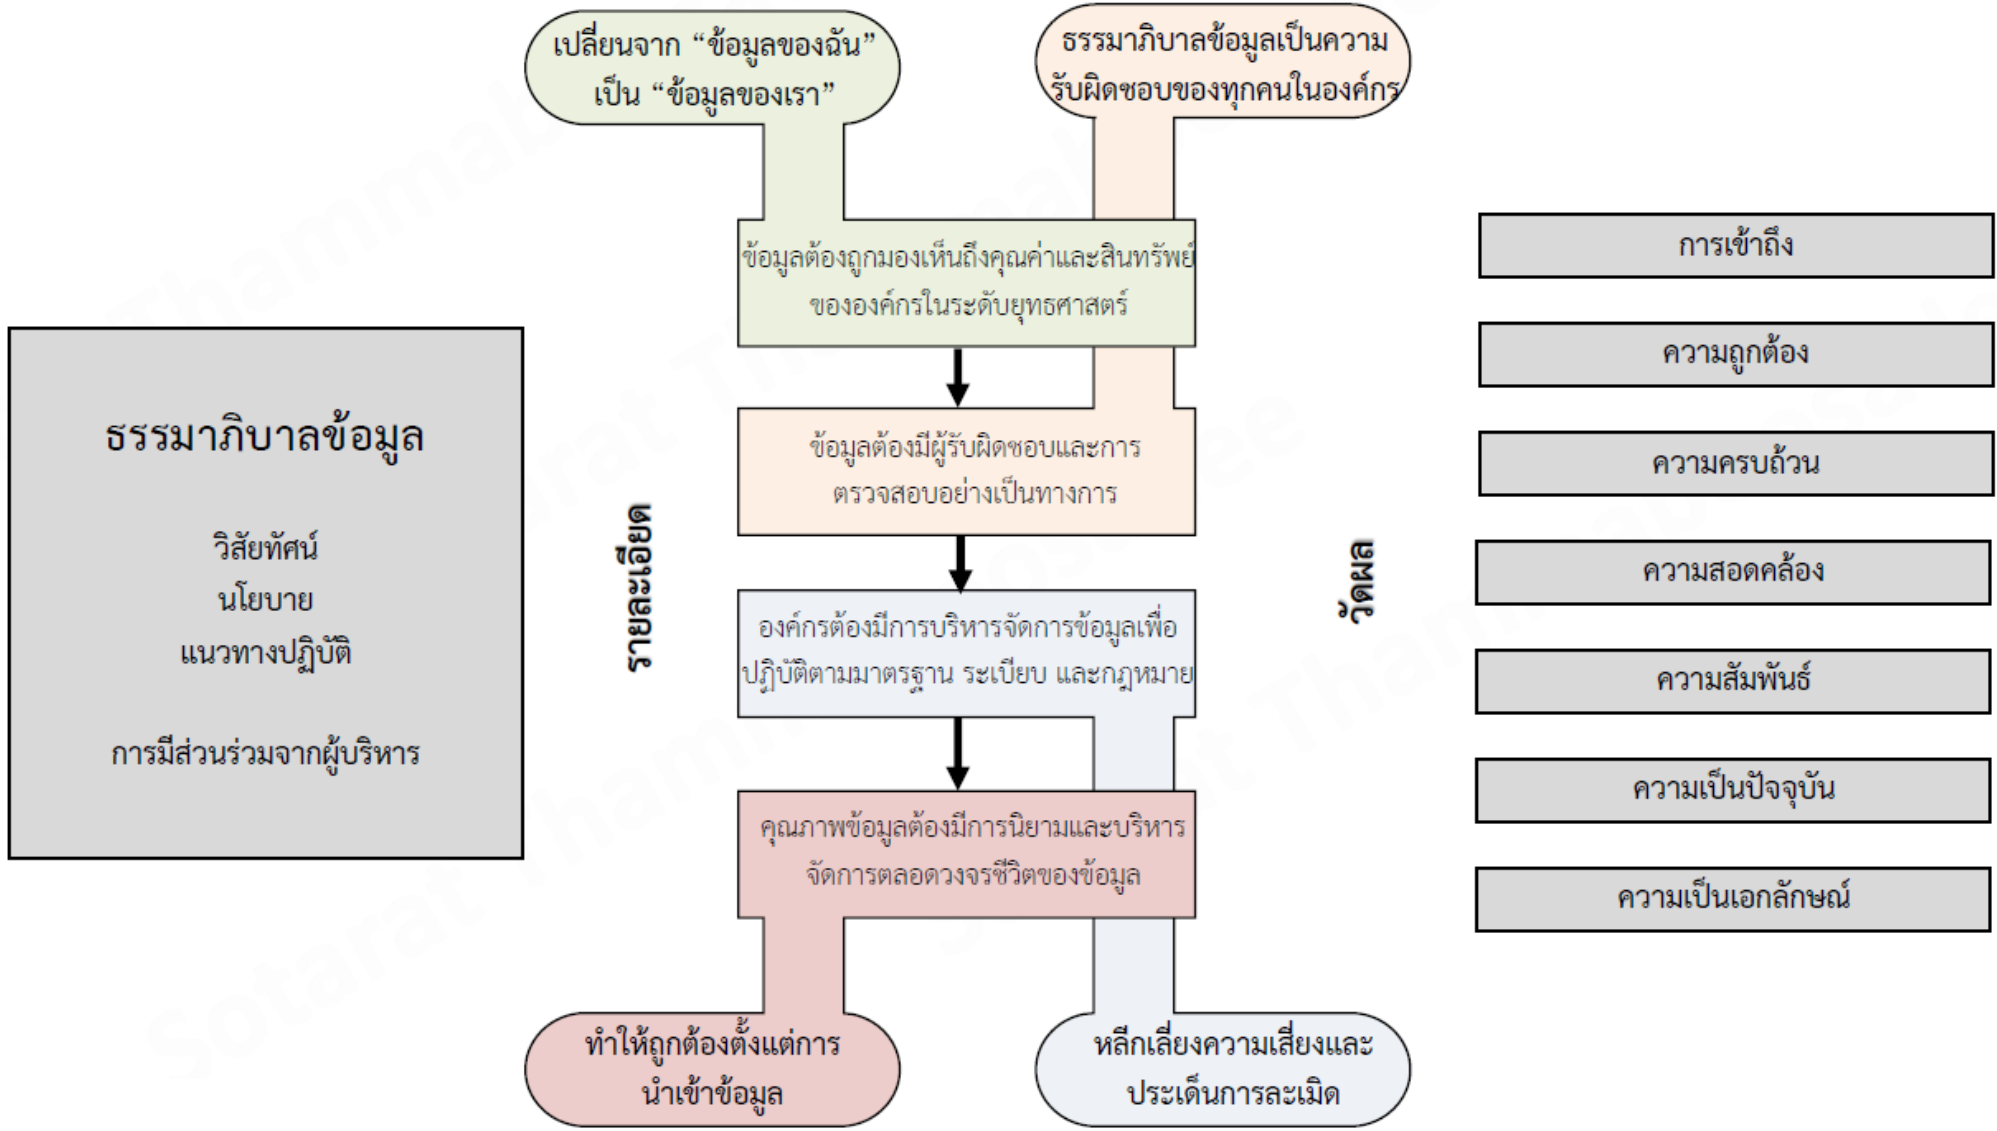 เปลี่ยนจาก “ข้อมูลของฉัน”
เป็น “ข้อมูลของเรา”
ธรรมาภิบาลข้อมูลเป็นความ
รับผิดชอบของทุกคนในองค์กร
ธรรมาภิบาลข้อมูล
วิสัยทัศน์
นโยบาย
แนวทางปฏิบัติ
การมีส่วนร่วมจากผู้บริหาร
รายละเอียด
ข้อมูลต้องถูกมองเห็นถึงคุณค่าและสินทรัพย์
ขององค์กรในระดับยุทธศาสตร์
ข้อมูลต้องมีผู้รับผิดชอบและการ
ตรวจสอบอย่างเป็นทางการ
องค์กรต้องมีการบริหารจัดการข้อมูลเพื่อ
ปฏิบัติตามมาตรฐาน ระเบียบ และกฎหมาย
คุณภาพข้อมูลต้องมีการนิยามและบริหาร
จัดการตลอดวงจรชีวิตของข้อมูล
ทำให้ถูกต้องตั้งแต่การ
นำเข้าข้อมูล
หลีกเลี่ยงความเสี่ยงและ
ประเด็นการละเมิด
วัดผล
การเข้าถึง
ความถูกต้อง
ความครบถ้วน
ความสอดคล้อง
ความสัมพันธ์
ความเป็นปัจจุบัน
ความเป็นเอกลักษณ์